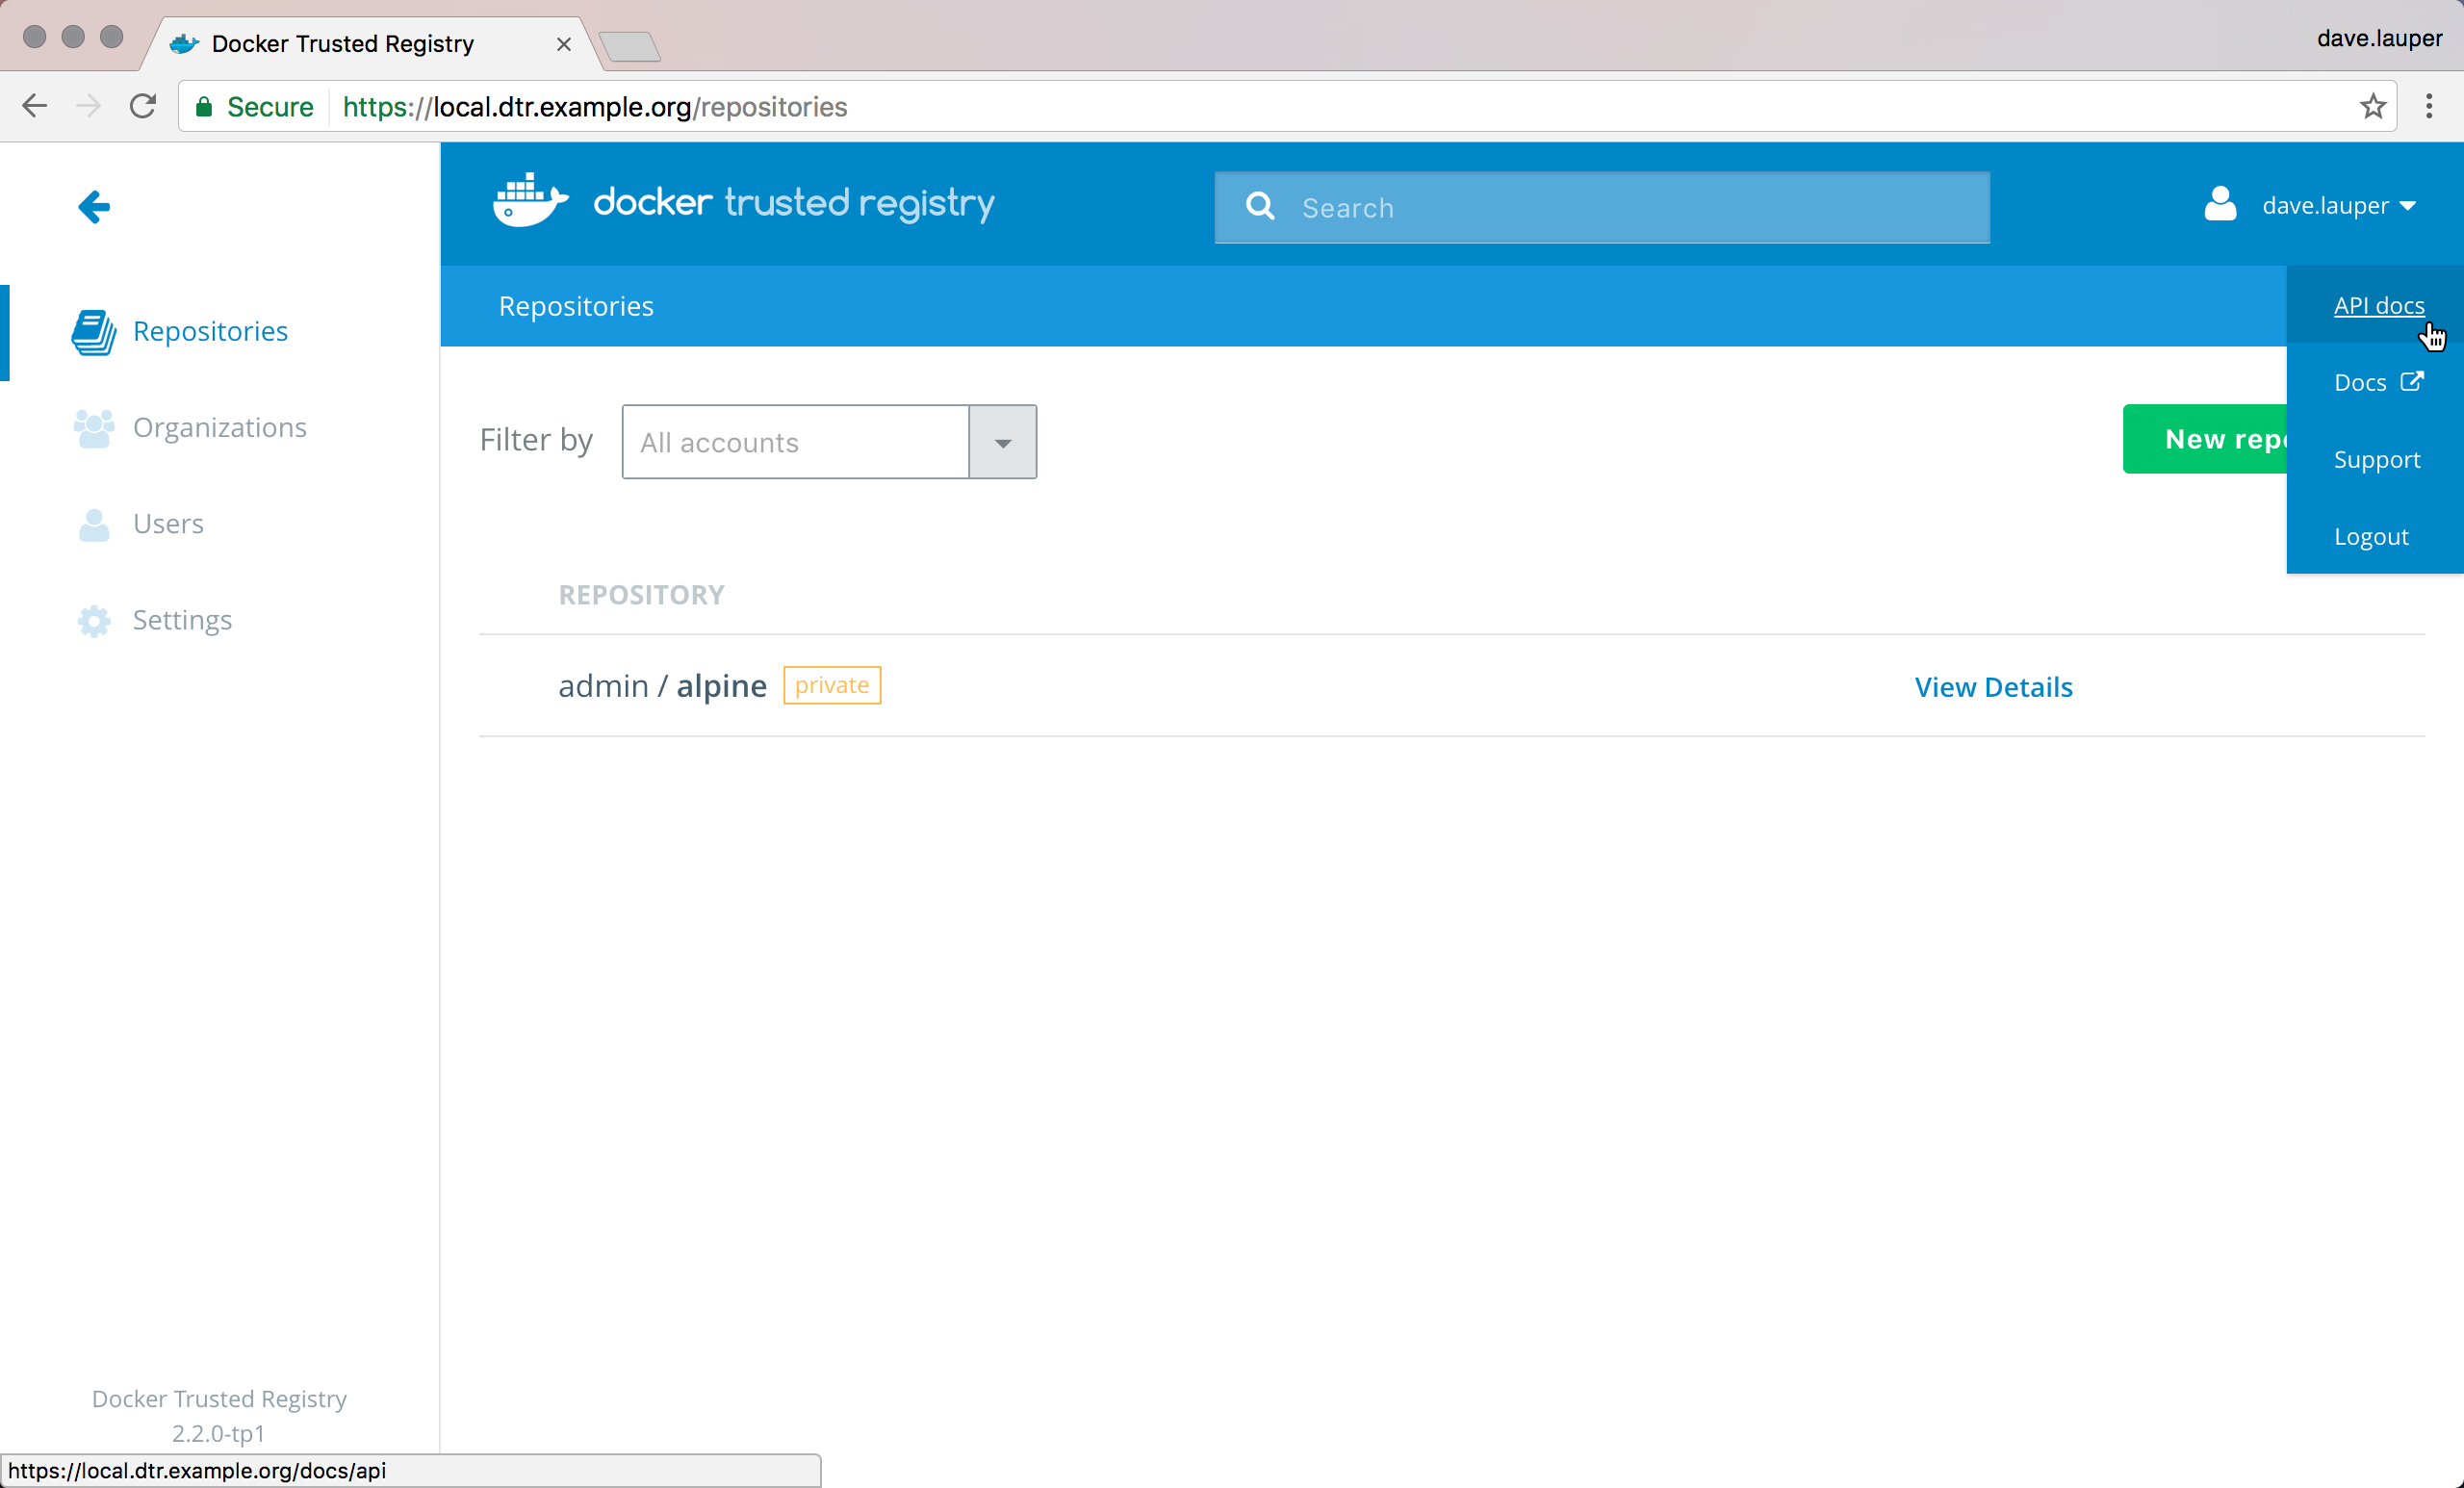 Docker Trusted Registry
dave.lauper
Secure
https://local.dtr.example.org/repositories
docker trusted registry
Search
dave.lauper
Repositories
API docs
Docs
Support
Logout
Repositories
Organizations
Users
Settings
Filter by
All accounts
New rep
REPOSITORY
admin / alpine
private
View Details
Docker Trusted Registry
2.2.0-tp1
https://local.dtr.example.org/docs/api